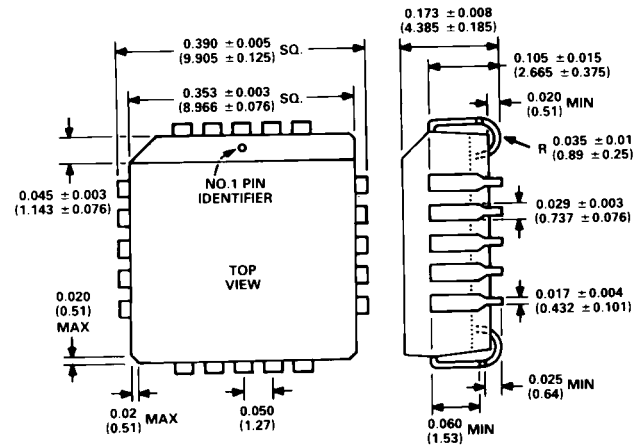 0.390 ±0.005 SQ.
(9.905 ±0.125)
0.353 ±0.003 SQ.
(8.966 ±0.076)
0.045 ±0.003
(1.143 ±0.076)
NO.1 PIN
IDENTIFIER
TOP
VIEW
0.020
(0.51)
MAX
0.02 MAX
(0.51)
0.050
(1.27)
0.173 ±0.008
(4.385 ±0.185)
0.105 ±0.015
(2.665 ±0.375)
0.020 MIN
(0.51)
R 0.035 ±0.01
(0.89 ±0.25)
0.029 ±0.003
(0.737 ±0.076)
0.017 ±0.004
(0.432 ±0.101)
0.025 MIN
(0.64)
0.060 MIN
(1.53)